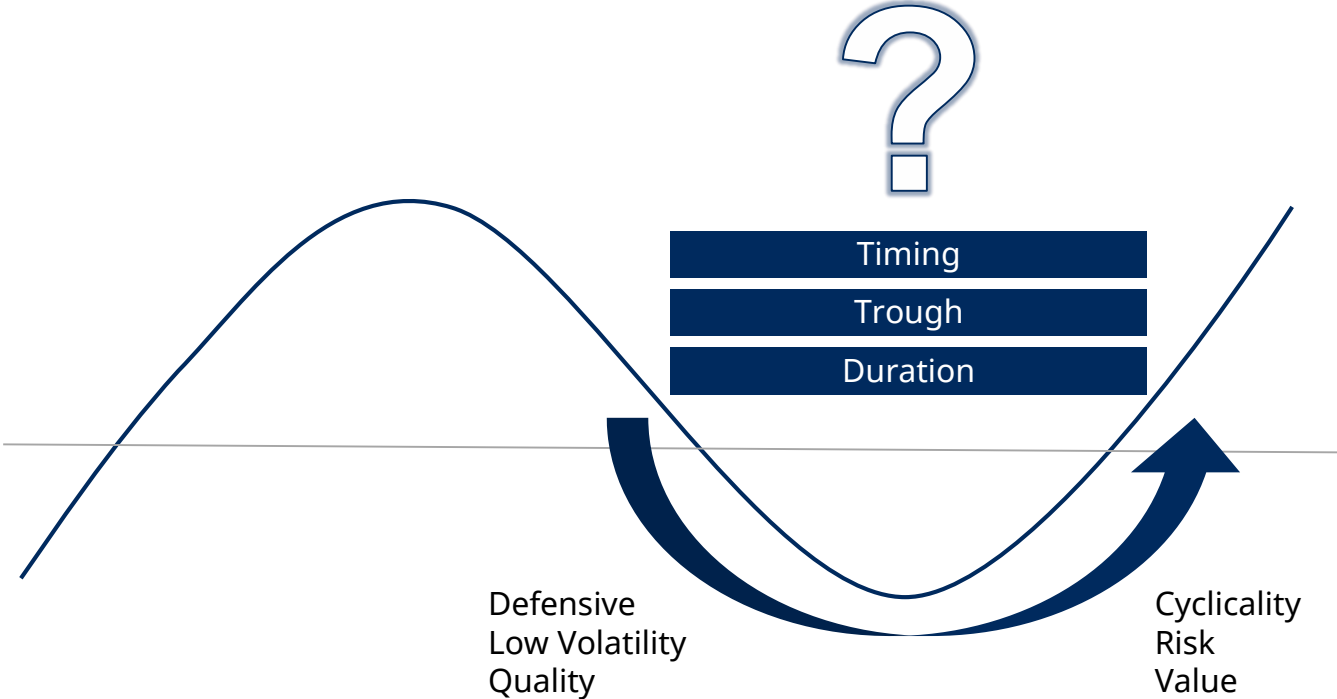 ?
Timing
Trough
Duration
Defensive
Low Volatility
Quality
Cyclicality
Risk
Value